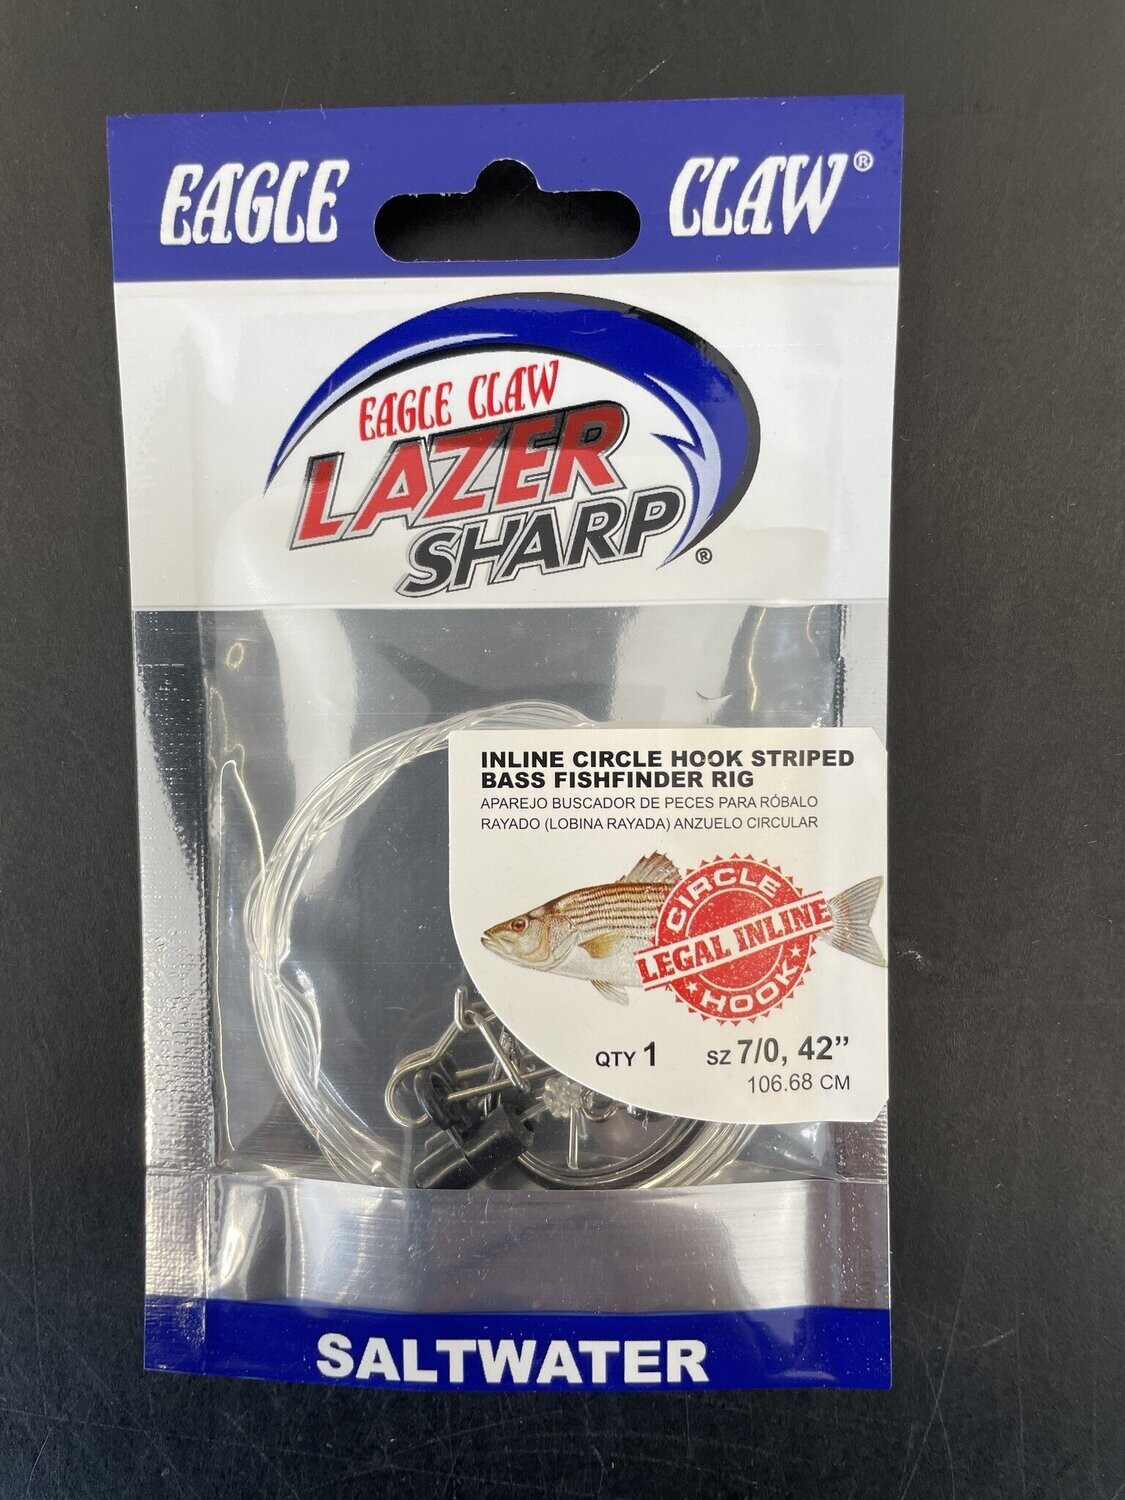 EAGLE CLAW®
EAGLE CLAW
LAZER
SHARP®
INLINE CIRCLE HOOK STRIPED
BASS FISHFINDER RIG
APAREJO BUSCADOR DE PECES PARA RÓBALO
RAYADO (LOBINA RAYADA) ANZUELO CIRCULAR
CIRCLE
LEGAL INLINE
HOOK
QTY 1 SZ 7/0, 42”
106.68 CM
SALTWATER